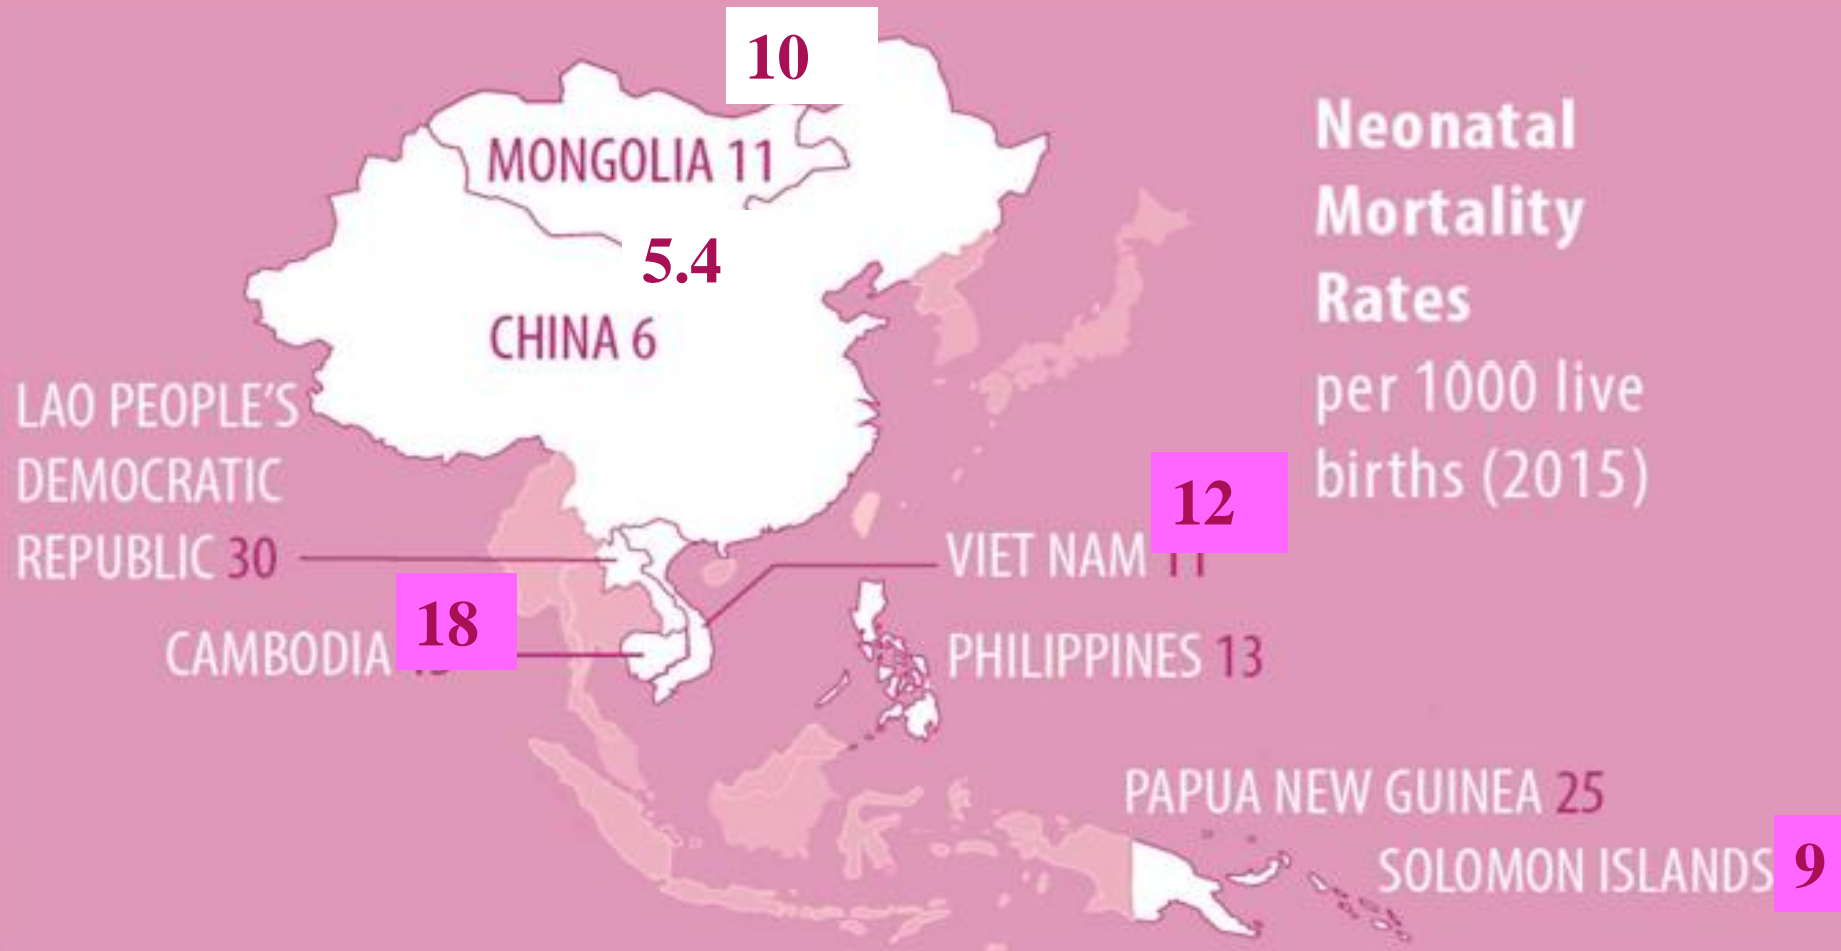 10
MONGOLIA 11
5.4
CHINA 6
Neonatal
Mortality
Rates
per 1000 live
births (2015)
LAO PEOPLE'S
DEMOCRATIC
REPUBLIC 30
12
VIET NAM 11
18
CAMBODIA
PHILIPPINES 13
PAPUA NEW GUINEA 25
SOLOMON ISLANDS 9